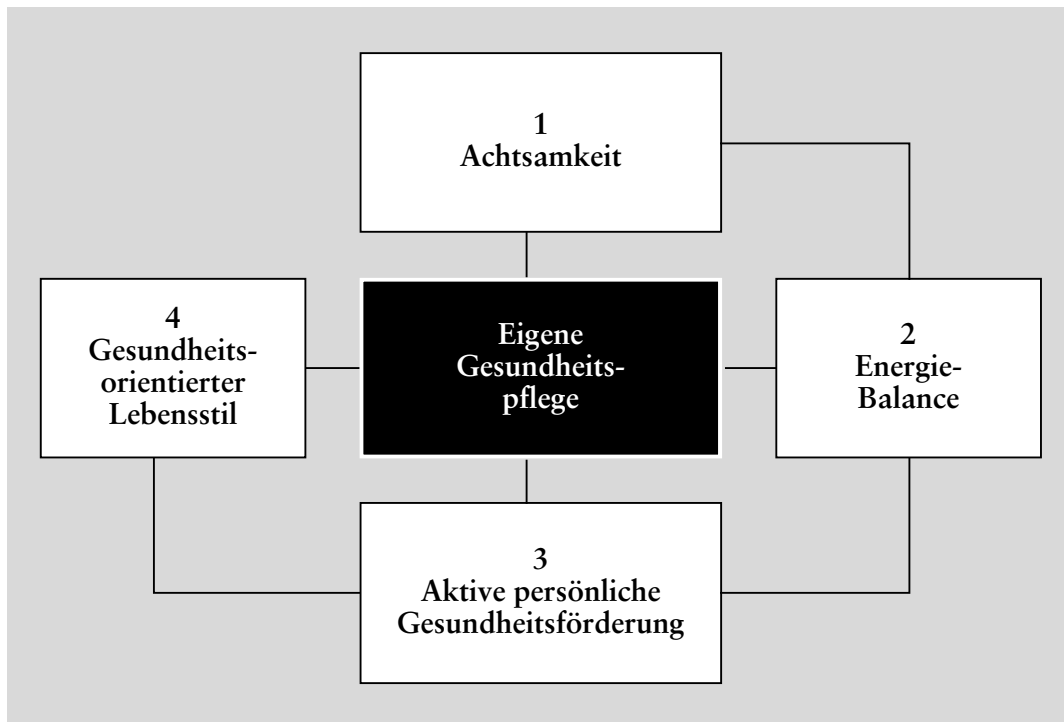 1
Achtsamkeit
4
Gesundheits-
orientierter
Lebensstil
Eigene
Gesundheits-
pflege
2
Energie-
Balance
3
Aktive persönliche
Gesundheitsförderung